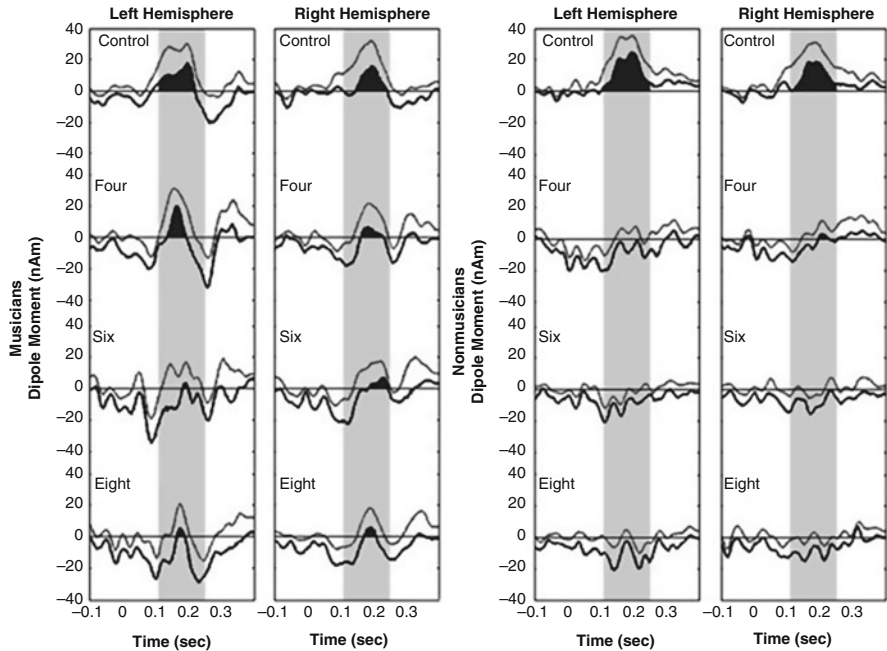 Left Hemisphere Right Hemisphere Left Hemisphere Right Hemisphere
40 Control Control 40 Control Control
20 20
0 0
−20 −20
40 40
Four Four Four Four
20 20
0 0
−20 −20
−40 −40
40 40
Six Six Six Six
20 20
0 0
−20 −20
−40 −40
40 40
Eight Eight Eight Eight
20 20
0 0
−20 −20
−40 −40
−0.1 0 0.1 0.2 0.3 −0.1 0 0.1 0.2 0.3 −0.1 0 0.1 0.2 0.3 −0.1 0 0.1 0.2 0.3
Time (sec) Time (sec) Time (sec) Time (sec)
Musicians
Dipole Moment (nAm)
Nonmusicians
Dipole Moment (nAm)